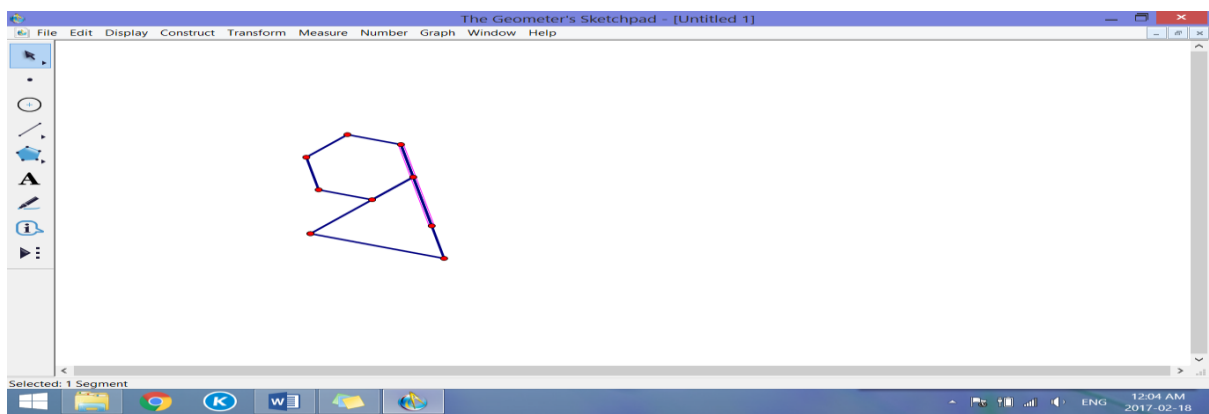 The Geometer's Sketchpad - [Untitled 1]
File Edit Display Construct Transform Measure Number Graph Window Help
A
Selected: 1 Segment
K
W
ENG
12:04 AM
2017-02-18